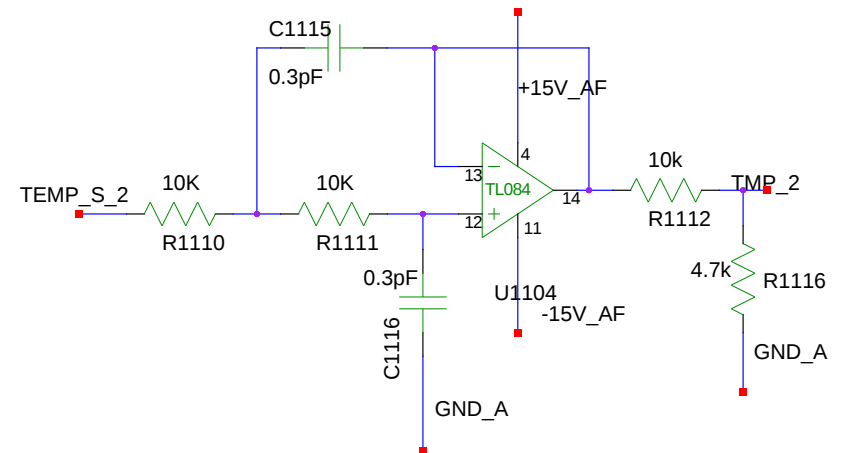 C1115
0.3pF
+15V_AF
TEMP_S_2
10K
R1110
10K
R1111
13
12
4
TL084
14
11
10k
R1112
TMP_2
0.3pF
C1116
GND_A
U1104
-15V_AF
4.7k
R1116
GND_A